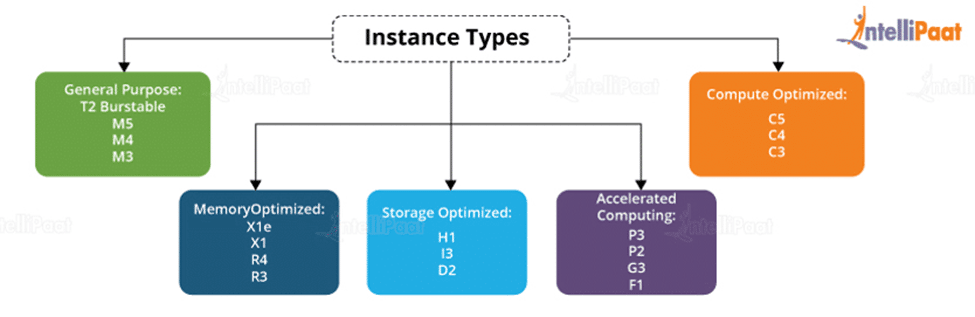 Instance Types
IntelliPaat
General Purpose:
T2 Burstable
M5
M4
M3
Compute Optimized:
C5
C4
C3
MemoryOptimized:
X1e
X1
R4
R3
Storage Optimized:
H1
I3
D2
Accelerated
Computing:
P3
P2
G3
F1